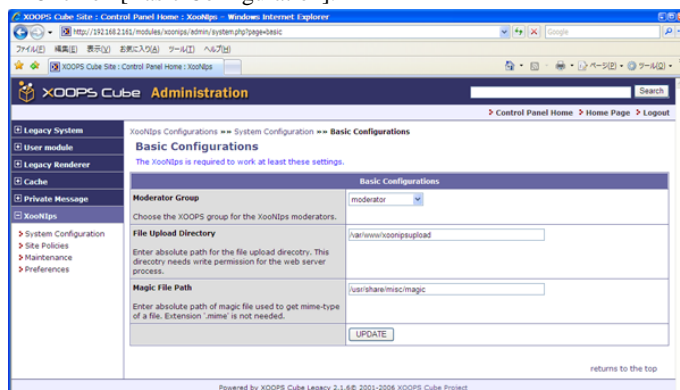 XOOPS Cube Site : Control Panel Home : XooNIps - Windows Internet Explorer
http://192.168.2.161/modules/xoonips/admin/system.php?page=basic
Google
ファイル(F) 編集(E) 表示(V) お気に入り(A) ツール(T) ヘルプ(H)
XOOPS Cube Site : Control Panel Home : XooNIps
ページ(P) ツール(O)
XOOPS Cube Administration
Search
Control Panel Home Home Page Logout
Legacy System
User module
Legacy Renderer
Cache
Private Message
XooNIps
System Configuration
Site Policies
Maintenance
Preferences
XooNIps Configurations »» System Configuration »» Basic Configurations
Basic Configurations
The XooNIps is required to work at least these settings.
Basic Configurations
Moderator Group
moderator
Choose the XOOPS group for the XooNIps moderators.
File Upload Directory
/var/www/xoonipsupload
Enter absolute path for the file upload direcotry. This
direcotry needs write permission for the web server
process.
Magic File Path
/usr/share/misc/magic
Enter absolute path of magic file used to get mime-type
of a file. Extension '.mime' is not needed.
UPDATE
returns to the top
Powered by XOOPS Cube Legacy 2.1.6© 2001-2006 XOOPS Cube Project